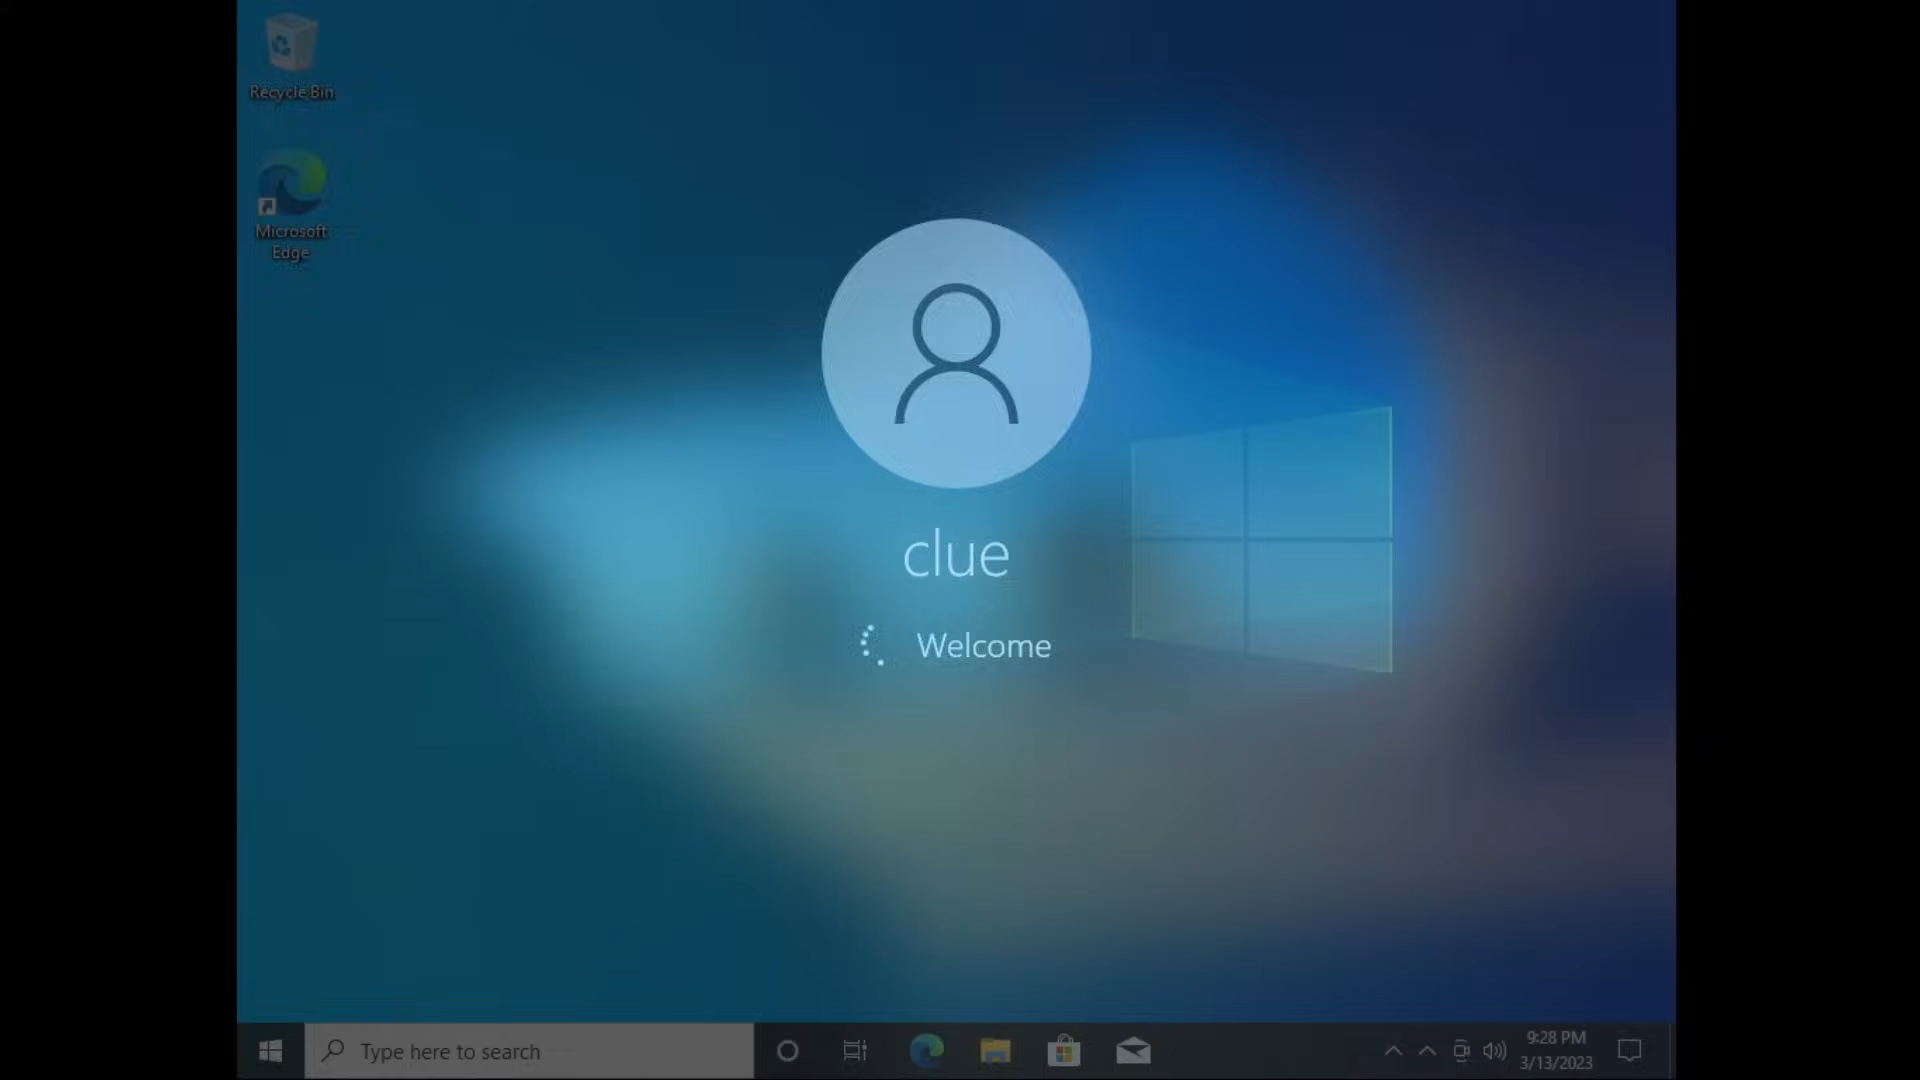 Recycle Bin
Microsoft
Edge
clue
Welcome
Type here to search
9:28 PM
3/13/2023